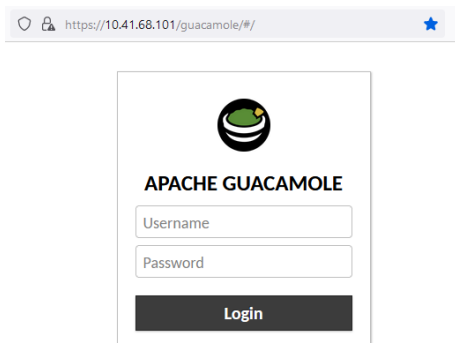 https://10.41.68.101/guacamole/#/
APACHE GUACAMOLE
Username
Password
Login